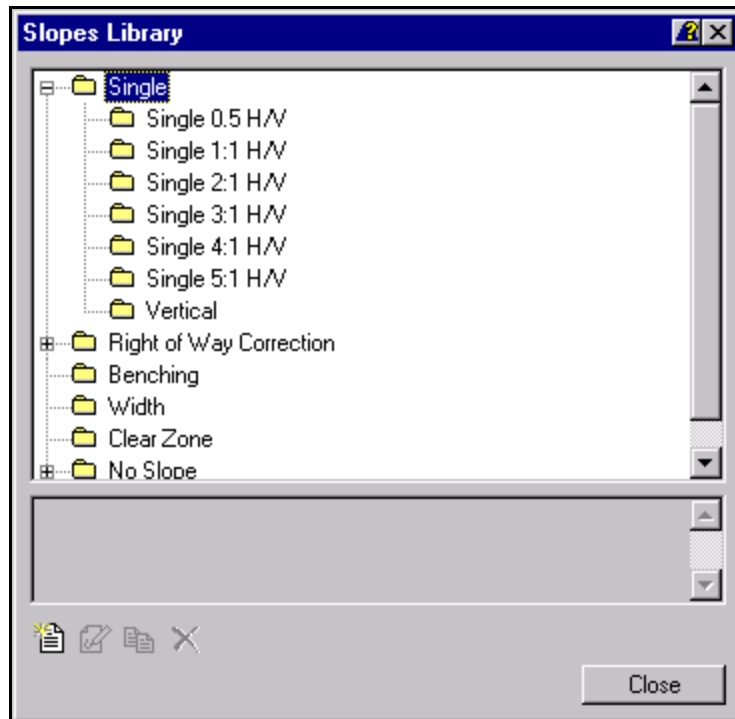 Slopes Library
Single
Single 0.5 H/V
Single 1:1 H/V
Single 2:1 H/V
Single 3:1 H/V
Single 4:1 H/V
Single 5:1 H/V
Vertical
Right of Way Correction
Benching
Width
Clear Zone
No Slope
Close